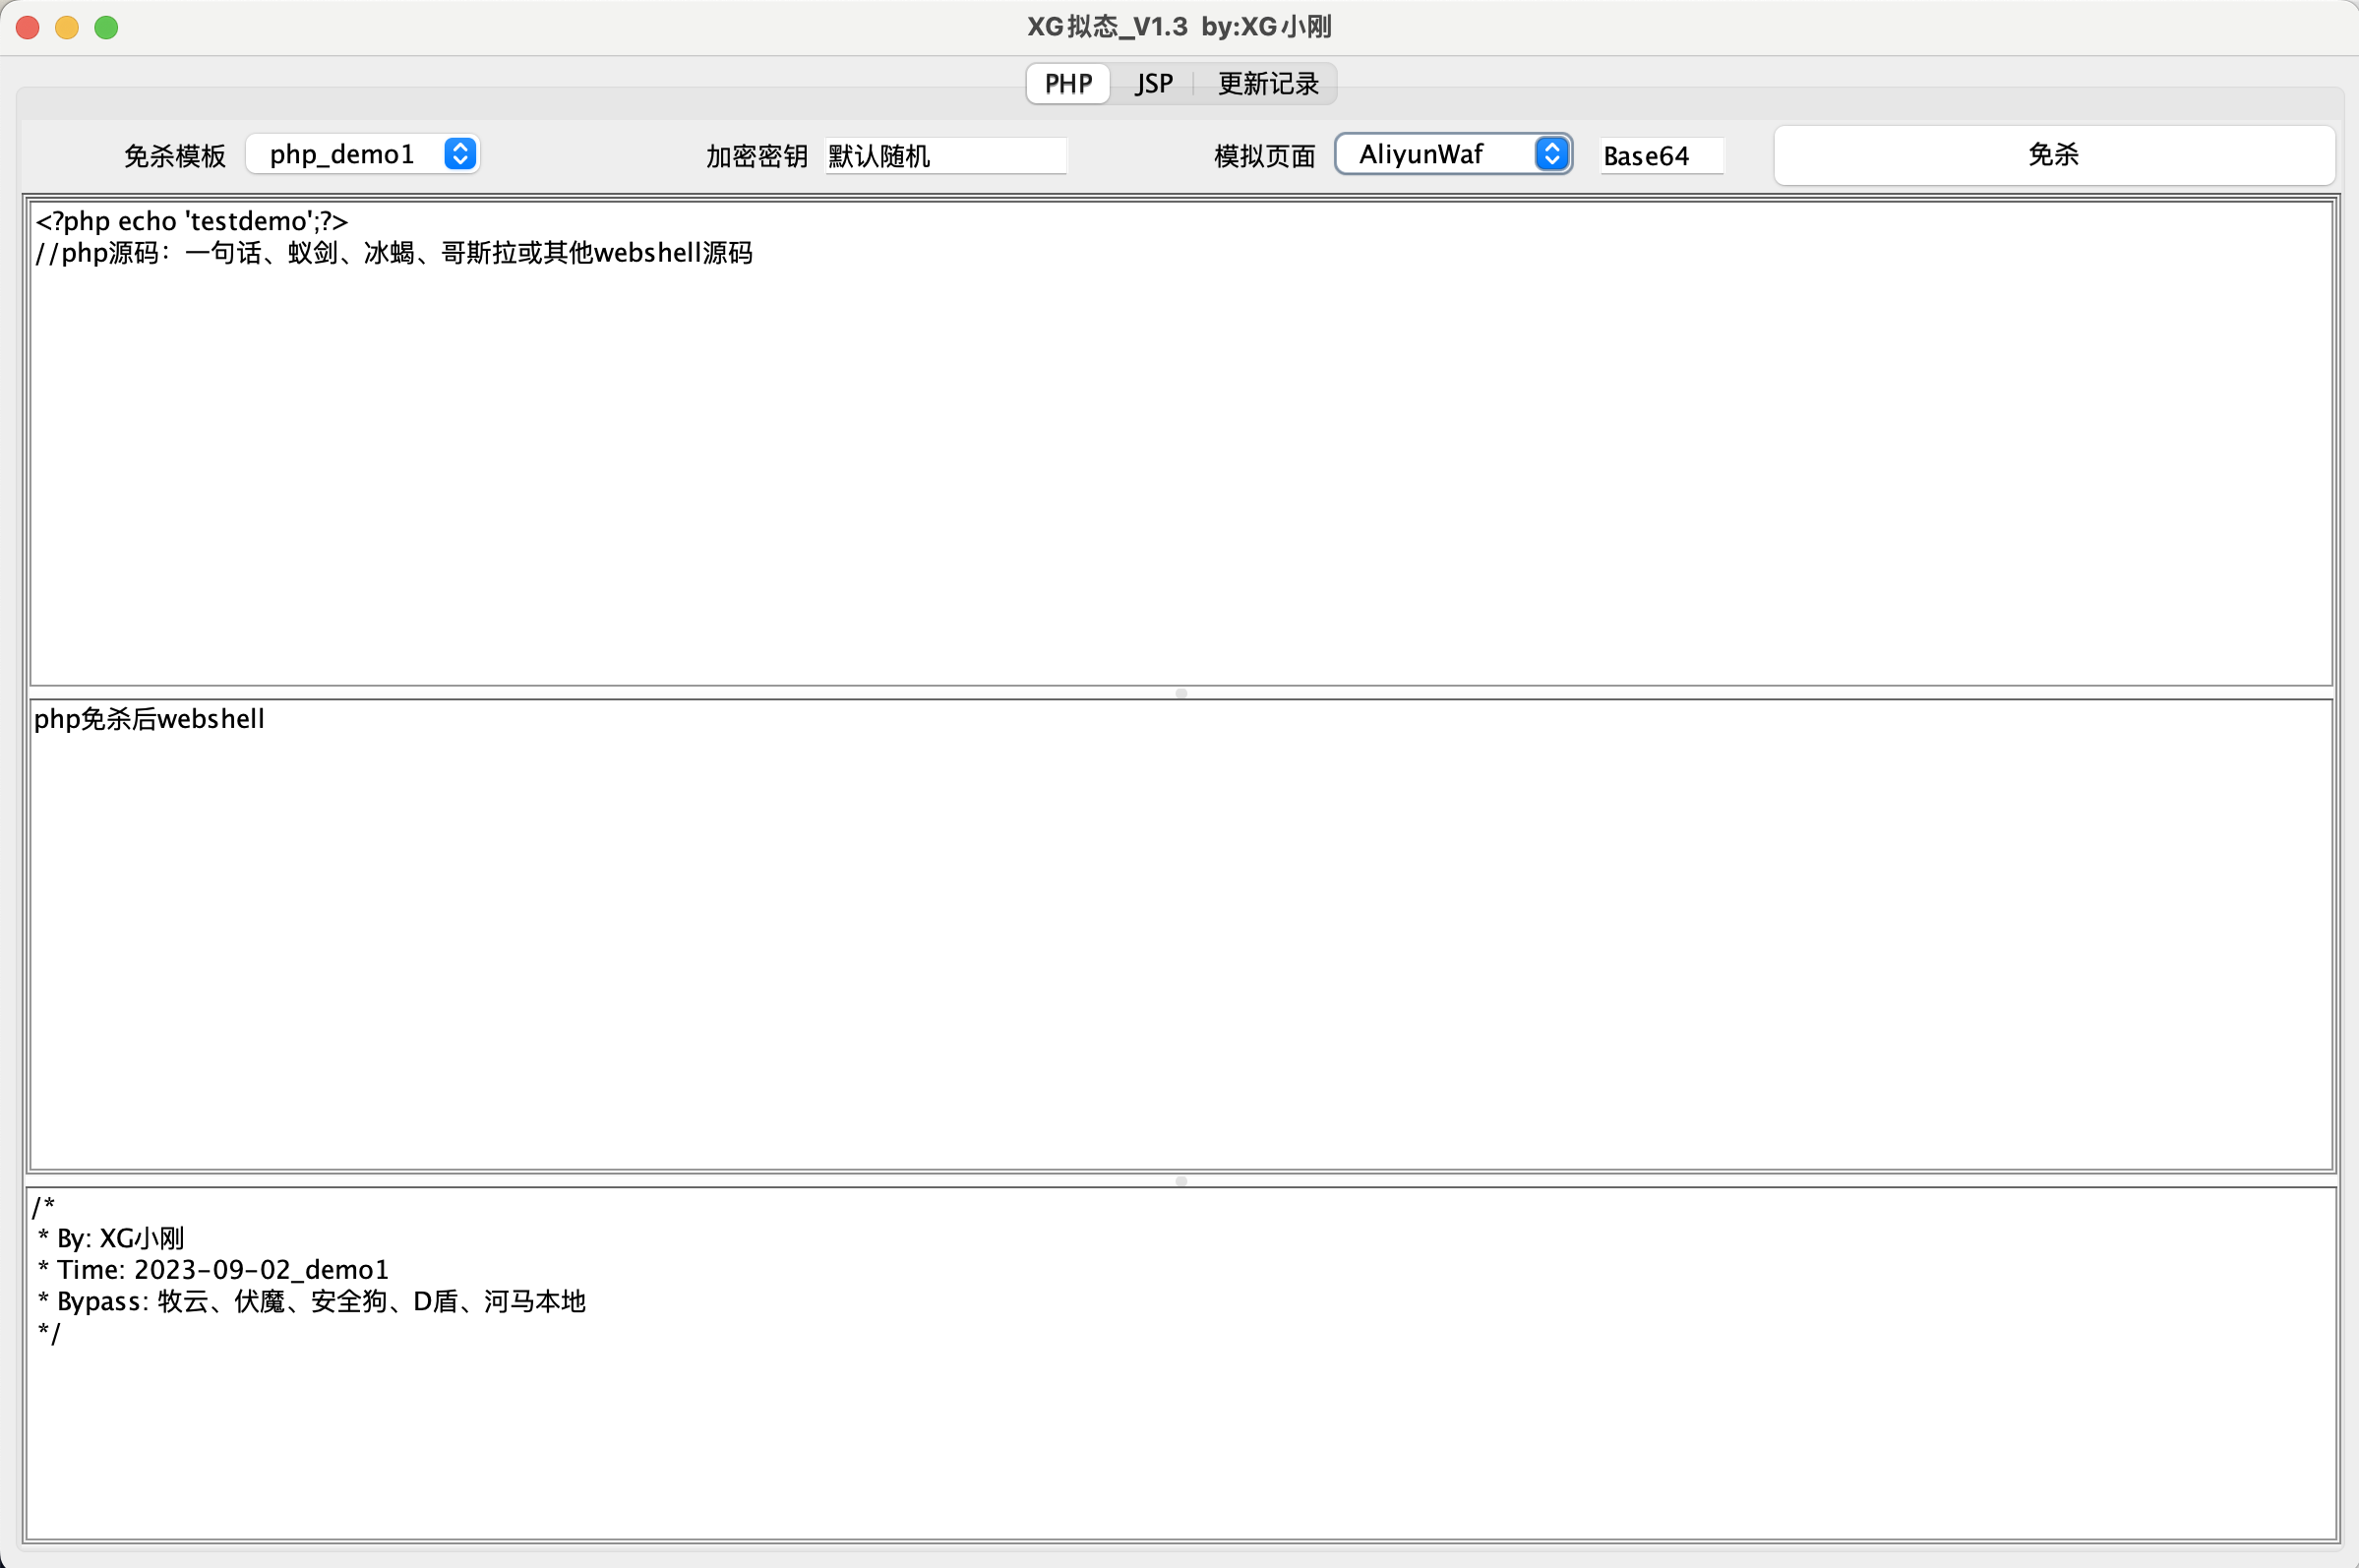 XG拟态_V1.3 by:XG小刚
PHP JSP 更新记录
免杀模板 php_demo1 加密密钥 默认随机 模拟页面 AliyunWaf Base64 免杀
<?php echo 'testdemo';?>
//php源码：一句话、蚁剑、冰蝎、哥斯拉或其他webshell源码
php免杀后webshell
/*
* By: XG小刚
* Time: 2023-09-02_demo1
* Bypass: 牧云、伏魔、安全狗、D盾、河马本地
*/